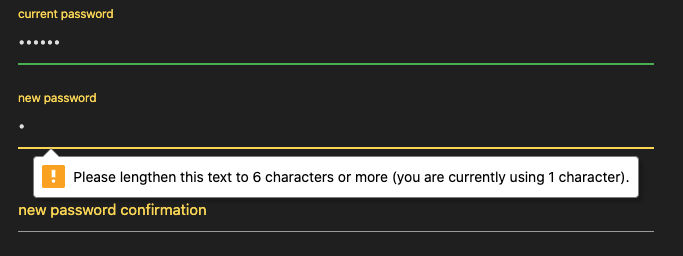 current password
••••••
new password
•
Please lengthen this text to 6 characters or more (you are currently using 1 character).
new password confirmation